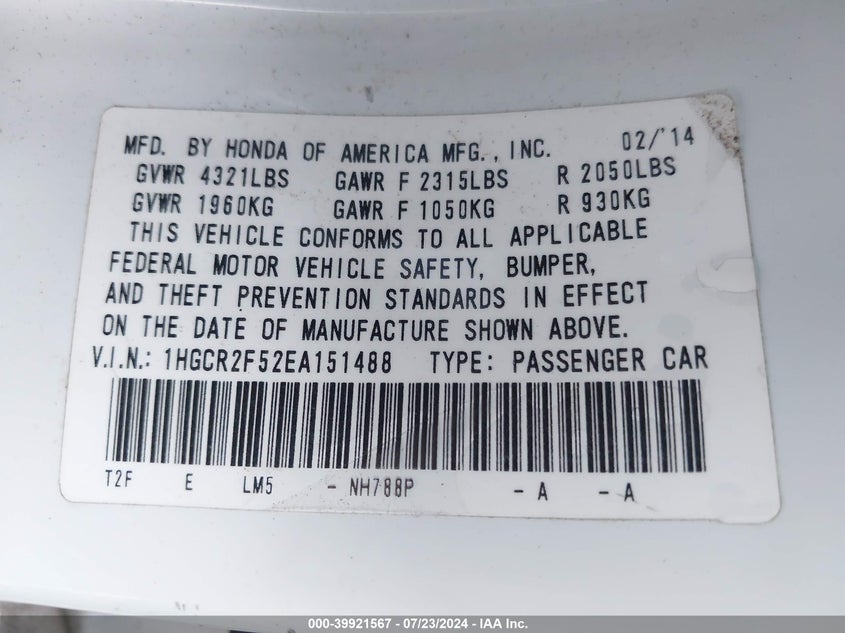 MFD. BY HONDA OF AMERICA MFG., INC. 02/'14
GVWR 4321LBS GAWR F 2315LBS R 2050LBS
GVWR 1960KG GAWR F 1050KG R 930KG
THIS VEHICLE CONFORMS TO ALL APPLICABLE
FEDERAL MOTOR VEHICLE SAFETY, BUMPER,
AND THEFT PREVENTION STANDARDS IN EFFECT
ON THE DATE OF MANUFACTURE SHOWN ABOVE.
V.I.N.: 1HGCR2F52EA151488 TYPE: PASSENGER CAR
T2F E LM5 - NH788P - A - A
000-39921567 - 07/23/2024 - IAA Inc.